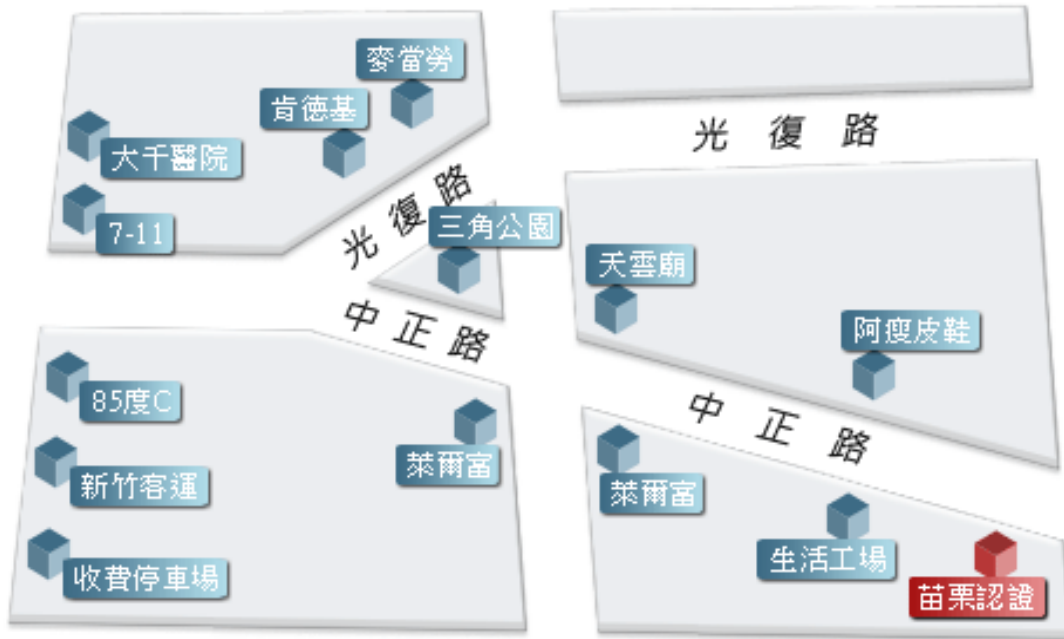 麥當勞
肯德基
大千醫院
7-11
光復路
光復路
三角公園
天雲廟
中正路
阿瘦皮鞋
85度C
萊爾富
中正路
萊爾富
新竹客運
生活工場
收費停車場
苗栗認證